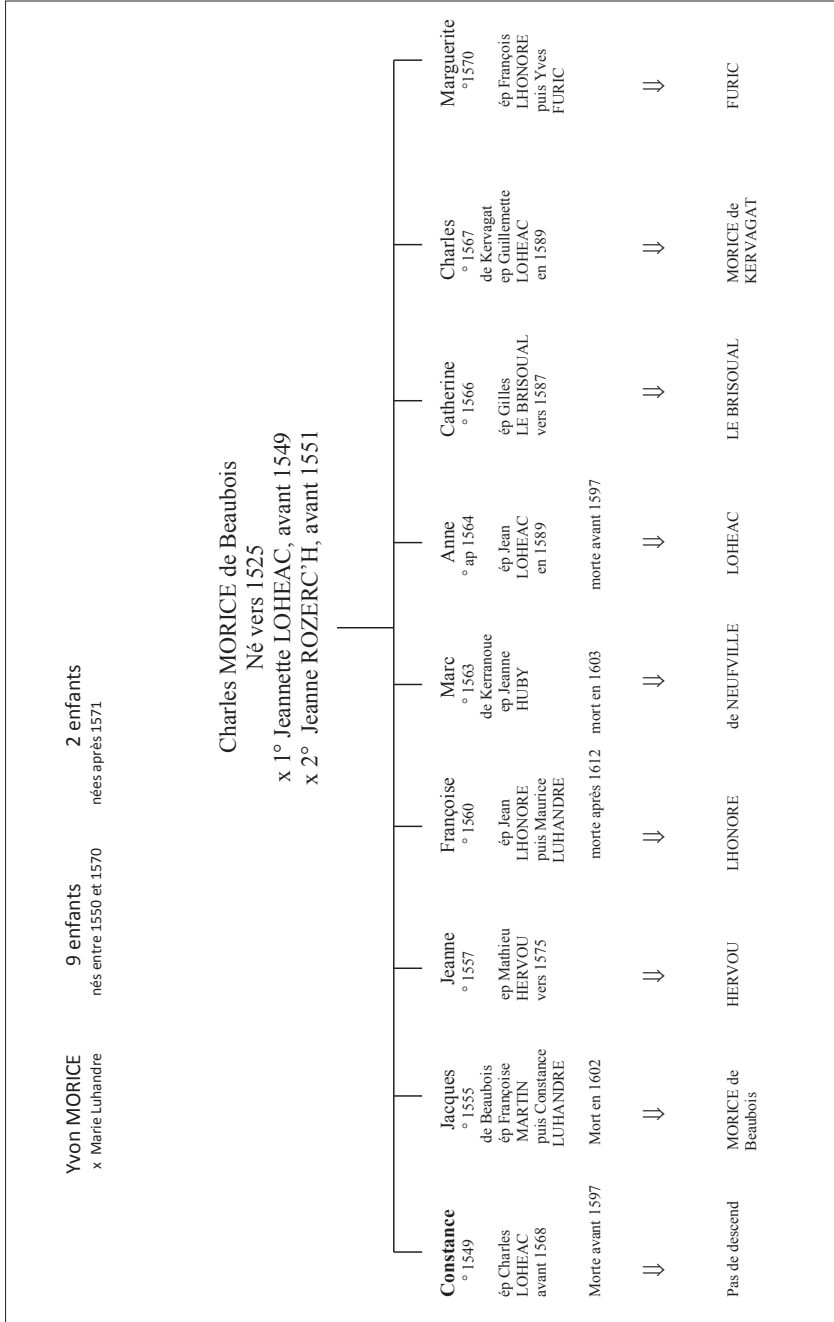 Yvon MORICE
x Marie Luhandre
9 enfants
nés entre 1550 et 1570
2 enfants
nées après 1571
Charles MORICE de Beaubois
Né vers 1525
x 1° Jeannette LOHEAC, avant 1549
x 2° Jeanne ROZERC’H, avant 1551
Constance
° 1549
ép Charles
LOHEAC
avant 1568
Morte avant 1597
⇒
Pas de descend
Jacques
° 1555
de Beaubois
ép Françoise
MARTIN
puis Constance
LUHANDRE
Mort en 1602
⇒
MORICE de
Beaubois
Jeanne
° 1557
ep Mathieu
HERVOU
vers 1575
⇒
HERVOU
Françoise
° 1560
ép Jean
LHONORE
puis Maurice
LUHANDRE
morte après 1612
⇒
LHONORE
Marc
° 1563
de Kerranoue
ep Jeanne
HUBY
mort en 1603
⇒
de NEUFVILLE
Anne
° ap 1564
ép Jean
LOHEAC
en 1589
morte avant 1597
⇒
LOHEAC
Catherine
° 1566
ép Gilles
LE BRISOUAL
vers 1587
⇒
LE BRISOUAL
Charles
° 1567
de Kervagat
ep Guillemette
LOHEAC
en 1589
⇒
MORICE de
KERVAGAT
Marguerite
°1570
ép François
LHONORE
puis Yves
FURIC
⇒
FURIC